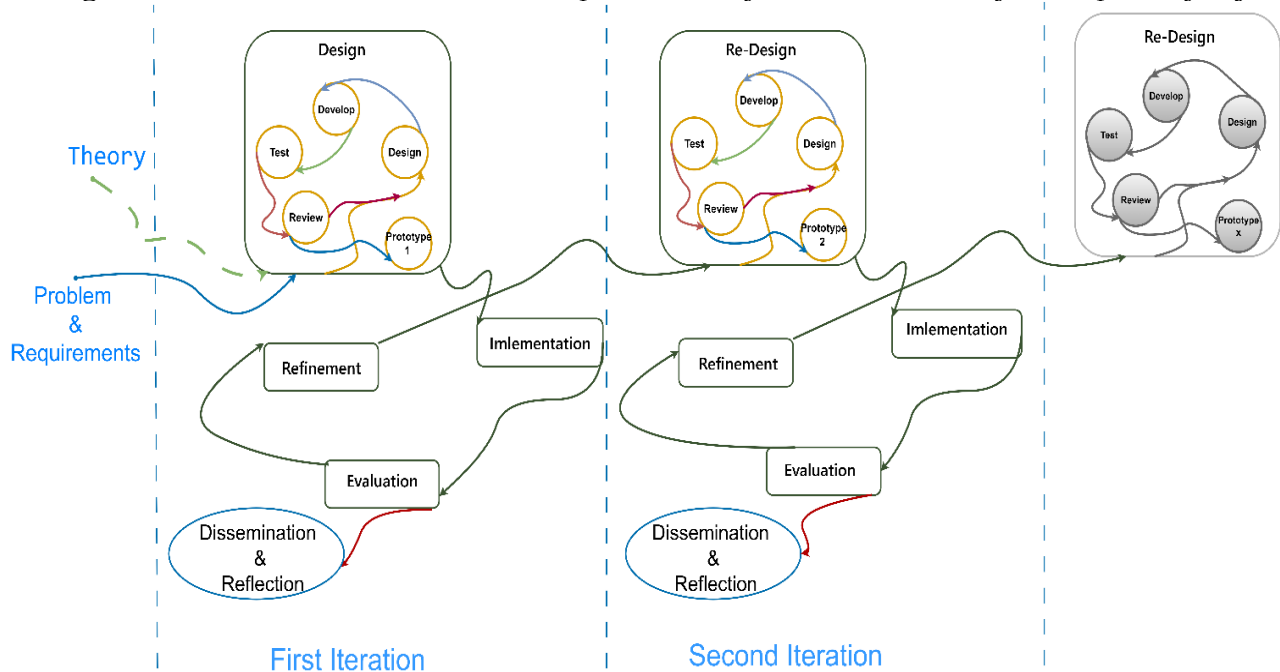 Theory
Problem
&
Requirements
Design
Develop
Test
Design
Review
Prototype
1
Imlementation
Refinement
Evaluation
Dissemination
&
Reflection
First Iteration
Re-Design
Develop
Test
Design
Review
Prototype
2
Imlementation
Refinement
Evaluation
Dissemination
&
Reflection
Second Iteration
Re-Design
Develop
Test
Design
Review
Prototype
x